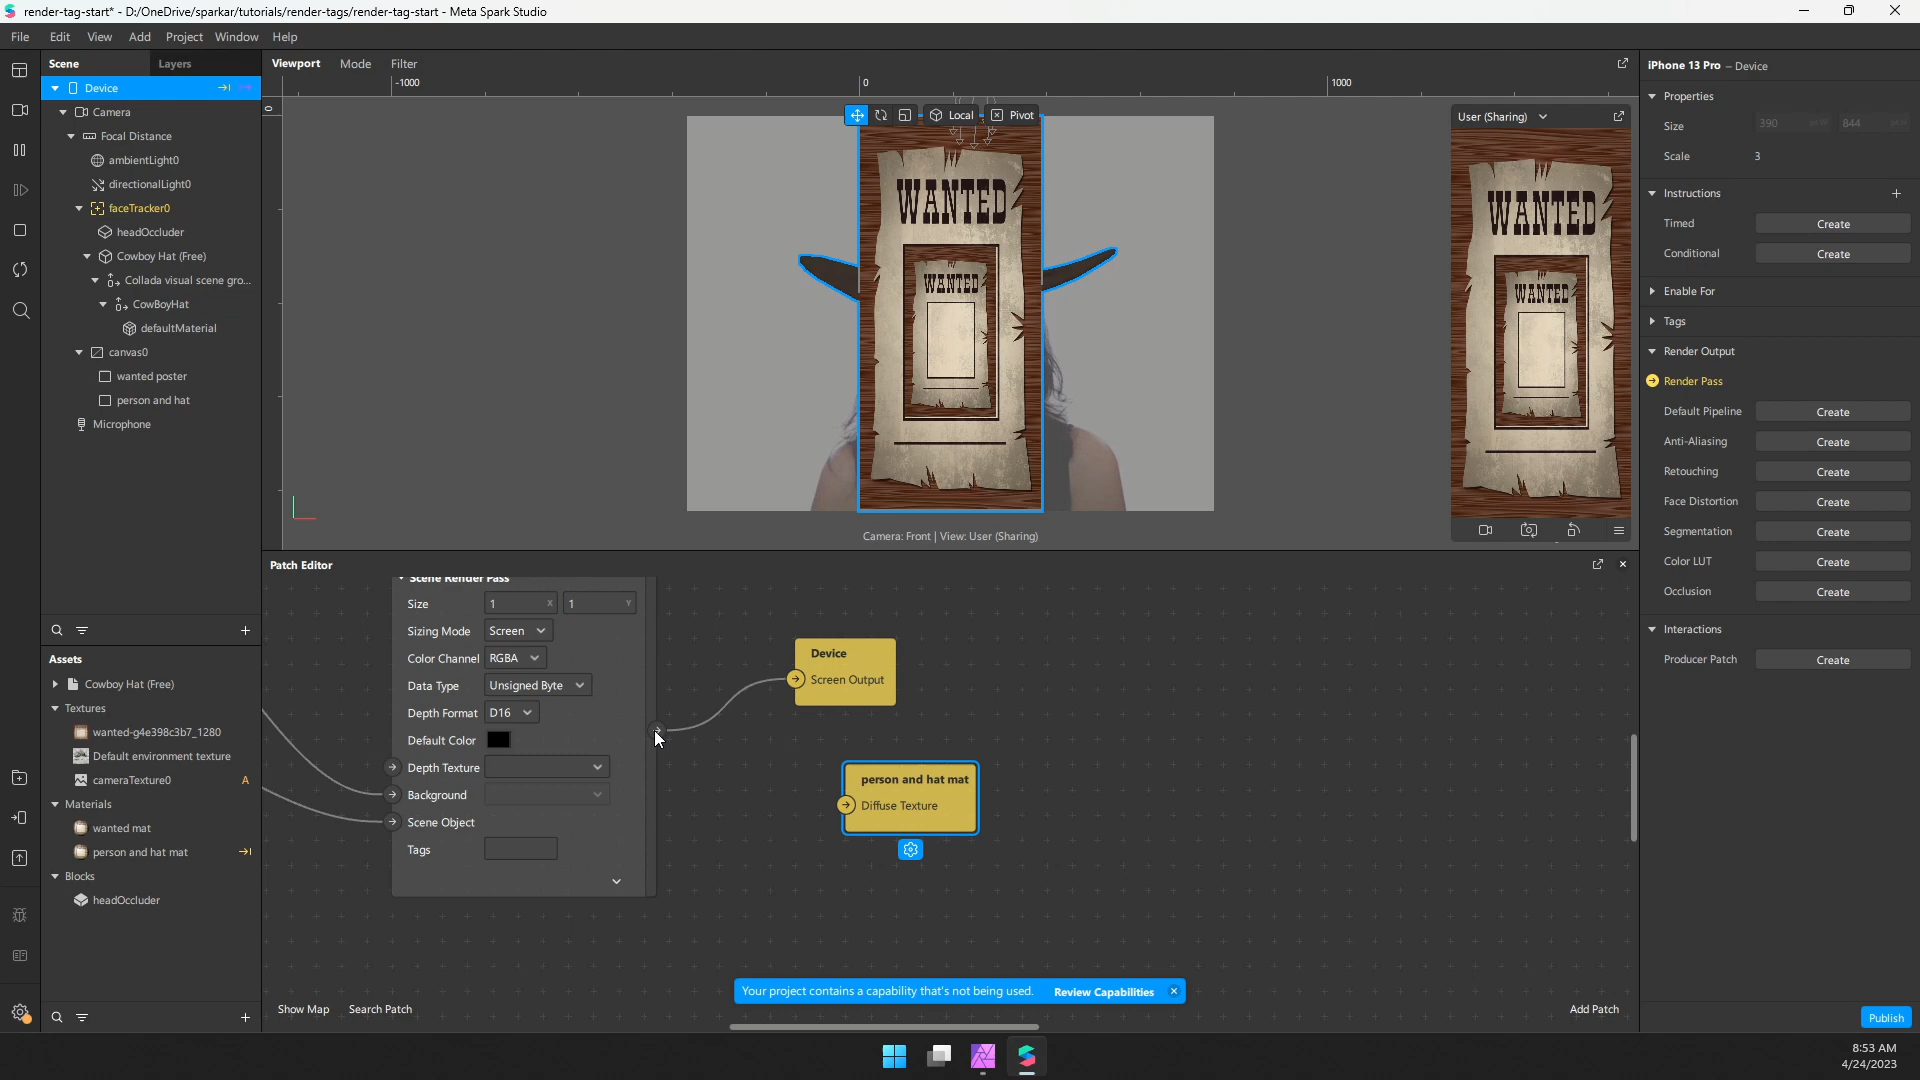 render-tag-start* - D:/OneDrive/sparkar/tutorials/render-tags/render-tag-start - Meta Spark Studio
File Edit View Add Project Window Help
Scene Layers
Device
Camera
Focal Distance
ambientLight0
directionalLight0
faceTracker0
headOccluder
Cowboy Hat (Free)
Collada visual scene gro...
CowBoyHat
defaultMaterial
canvas0
wanted poster
person and hat
Microphone
Assets
Cowboy Hat (Free)
Textures
wanted-g4e398c3b7_1280
Default environment texture
cameraTexture0 A
Materials
wanted mat
person and hat mat
Blocks
headOccluder
Viewport Mode Filter
-1000 0 1000
0
Local Pivot
WANTED
WANTED
Camera: Front | View: User (Sharing)
User (Sharing)
WANTED
WANTED
Patch Editor
Scene Render Pass
Size 1 X 1 Y
Sizing Mode Screen
Color Channel RGBA
Data Type Unsigned Byte
Depth Format D16
Default Color
Depth Texture
Background
Scene Object
Tags
Device
Screen Output
person and hat mat
Diffuse Texture
Your project contains a capability that's not being used. Review Capabilities
Show Map Search Patch
Add Patch
iPhone 13 Pro – Device
Properties
Size 390 844
Scale 3
Instructions
Timed Create
Conditional Create
Enable For
Tags
Render Output
Render Pass
Default Pipeline Create
Anti-Aliasing Create
Retouching Create
Face Distortion Create
Segmentation Create
Color LUT Create
Occlusion Create
Interactions
Producer Patch Create
Publish
8:53 AM
4/24/2023